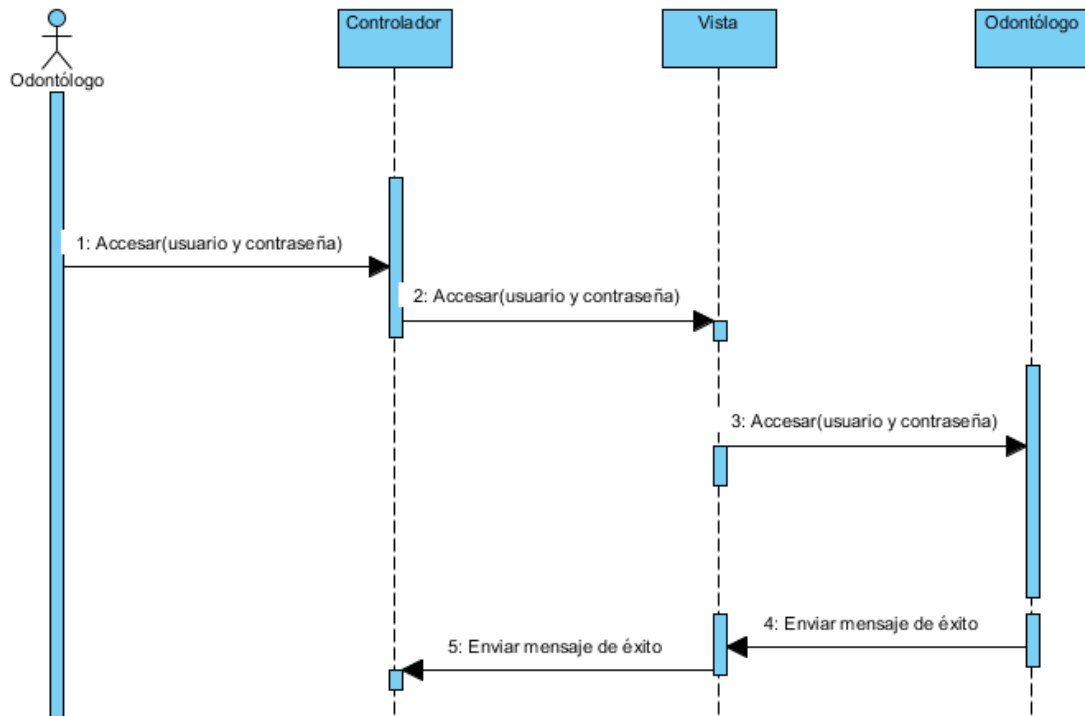 Controlador
Vista
Odontólogo
Odontólogo
1: Accesar(usuario y contraseña)
2: Accesar(usuario y contraseña)
3: Accesar(usuario y contraseña)
4: Enviar mensaje de éxito
5: Enviar mensaje de éxito